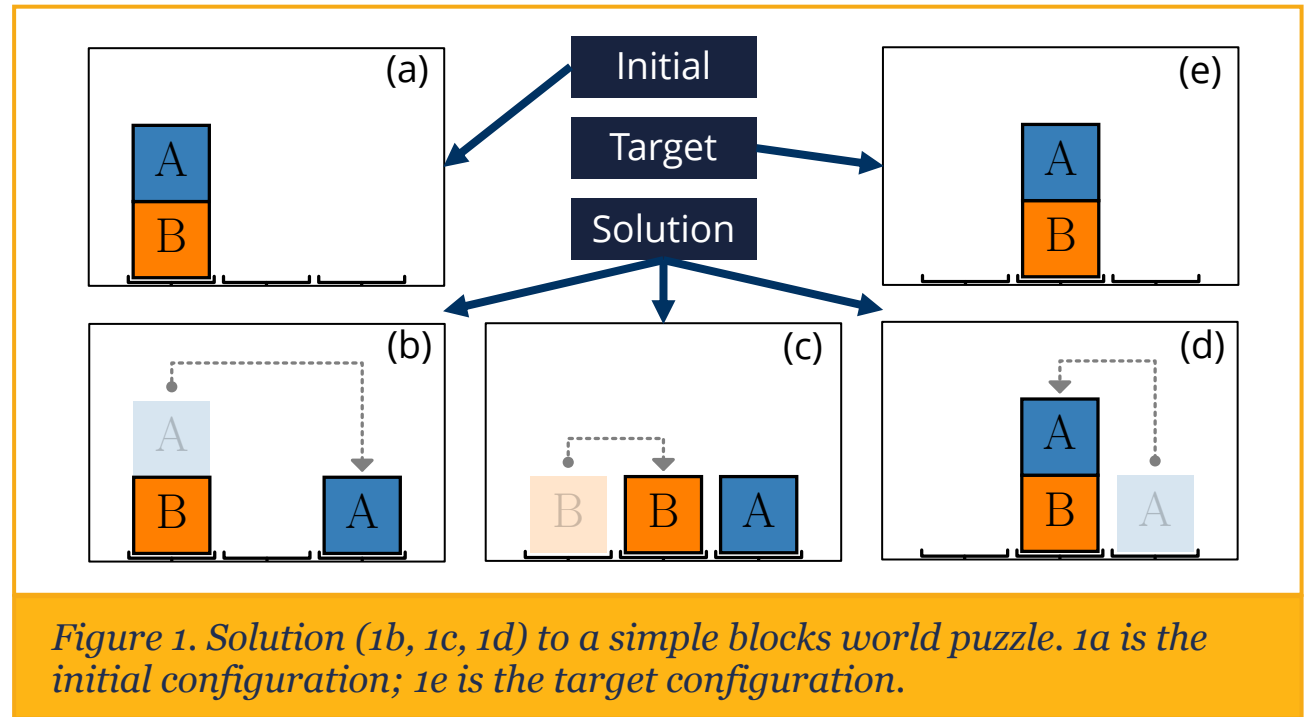 (a)
A
B
Initial
Target
Solution
(e)
A
B
(b)
A
B
A
(c)
B
B
A
(d)
A
B
A
Figure 1. Solution (1b, 1c, 1d) to a simple blocks world puzzle. 1a is the
initial configuration; 1e is the target configuration.